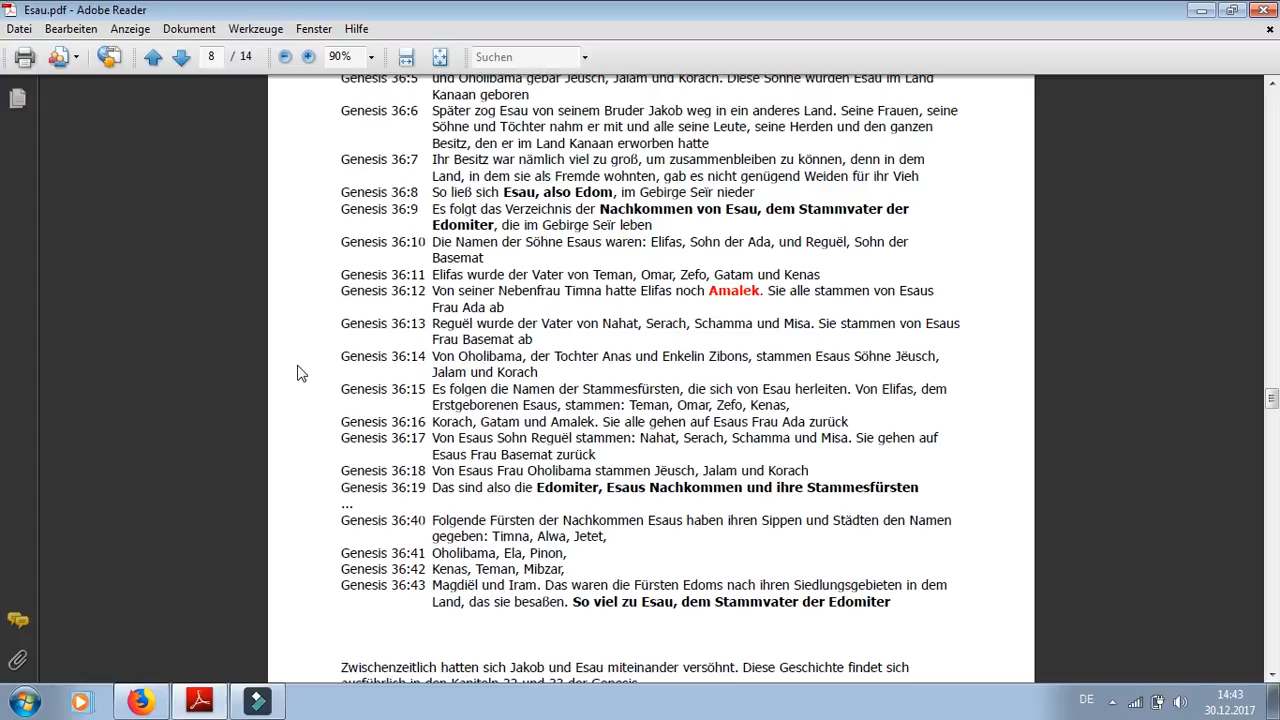 Esau.pdf - Adobe Reader
Datei Bearbeiten Anzeige Dokument Werkzeuge Fenster Hilfe
8 / 14 90% Suchen
Genesis 36:5 und Oholibama gebar Jëusch, Jalam und Korach. Diese Söhne wurden Esau im Land
Kanaan geboren
Genesis 36:6 Später zog Esau von seinem Bruder Jakob weg in ein anderes Land. Seine Frauen, seine
Söhne und Töchter nahm er mit und alle seine Leute, seine Herden und den ganzen
Besitz, den er im Land Kanaan erworben hatte
Genesis 36:7 Ihr Besitz war nämlich viel zu groß, um zusammenbleiben zu können, denn in dem
Land, in dem sie als Fremde wohnten, gab es nicht genügend Weiden für ihr Vieh
Genesis 36:8 So ließ sich Esau, also Edom, im Gebirge Seïr nieder
Genesis 36:9 Es folgt das Verzeichnis der Nachkommen von Esau, dem Stammvater der
Edomiter, die im Gebirge Seïr leben
Genesis 36:10 Die Namen der Söhne Esaus waren: Elifas, Sohn der Ada, und Reguël, Sohn der
Basemat
Genesis 36:11 Elifas wurde der Vater von Teman, Omar, Zefo, Gatam und Kenas
Genesis 36:12 Von seiner Nebenfrau Timna hatte Elifas noch Amalek. Sie alle stammen von Esaus
Frau Ada ab
Genesis 36:13 Reguël wurde der Vater von Nahat, Serach, Schamma und Misa. Sie stammen von Esaus
Frau Basemat ab
Genesis 36:14 Von Oholibama, der Tochter Anas und Enkelin Zibons, stammen Esaus Söhne Jëusch,
Jalam und Korach
Genesis 36:15 Es folgen die Namen der Stammesfürsten, die sich von Esau herleiten. Von Elifas, dem
Erstgeborenen Esaus, stammen: Teman, Omar, Zefo, Kenas,
Genesis 36:16 Korach, Gatam und Amalek. Sie alle gehen auf Esaus Frau Ada zurück
Genesis 36:17 Von Esaus Sohn Reguël stammen: Nahat, Serach, Schamma und Misa. Sie gehen auf
Esaus Frau Basemat zurück
Genesis 36:18 Von Esaus Frau Oholibama stammen Jëusch, Jalam und Korach
Genesis 36:19 Das sind also die Edomiter, Esaus Nachkommen und ihre Stammesfürsten
...
Genesis 36:40 Folgende Fürsten der Nachkommen Esaus haben ihren Sippen und Städten den Namen
gegeben: Timna, Alwa, Jetet,
Genesis 36:41 Oholibama, Ela, Pinon,
Genesis 36:42 Kenas, Teman, Mibzar,
Genesis 36:43 Magdiël und Iram. Das waren die Fürsten Edoms nach ihren Siedlungsgebieten in dem
Land, das sie besaßen. So viel zu Esau, dem Stammvater der Edomiter
Zwischenzeitlich hatten sich Jakob und Esau miteinander versöhnt. Diese Geschichte findet sich
ausführlich in den Kapiteln 32 und 33 der Genesis
DE 14:43
30.12.2017